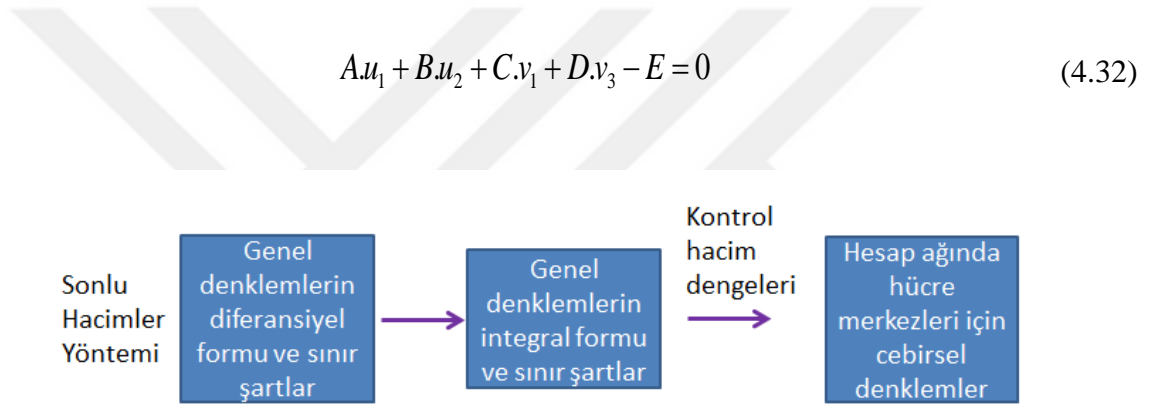 A.u₁ + B.u₂ + C.v₁ + D.v₃ − E = 0 (4.32)
Sonlu
Hacimler
Yöntemi
Genel
denklemlerin
diferansiyel
formu ve sınır
şartlar
Genel
denklemlerin
integral formu
ve sınır şartlar
Kontrol
hacim
dengeleri
Hesap ağında
hücre
merkezleri için
cebirsel
denklemler